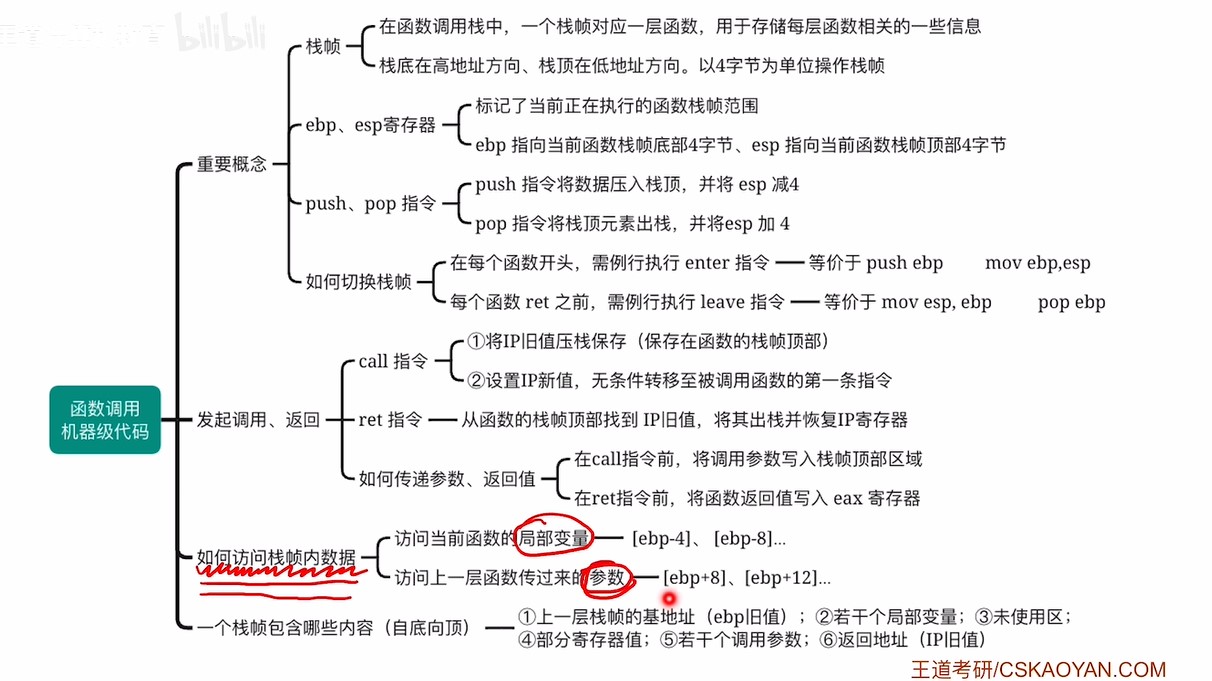 bilibili
栈帧
在函数调用栈中，一个栈帧对应一层函数，用于存储每层函数相关的一些信息
栈底在高地址方向、栈顶在低地址方向。以4字节为单位操作栈帧
ebp、esp寄存器
标记了当前正在执行的函数栈帧范围
ebp 指向当前函数栈帧底部4字节、esp 指向当前函数栈帧顶部4字节
重要概念
push、pop 指令
push 指令将数据压入栈顶，并将 esp 减4
pop 指令将栈顶元素出栈，并将esp 加 4
如何切换栈帧
在每个函数开头，需例行执行 enter 指令
等价于 push ebp mov ebp,esp
每个函数 ret 之前，需例行执行 leave 指令
等价于 mov esp, ebp pop ebp
函数调用
机器级代码
发起调用、返回
call 指令
①将IP旧值压栈保存（保存在函数的栈帧顶部）
②设置IP新值，无条件转移至被调用函数的第一条指令
ret 指令
从函数的栈帧顶部找到 IP旧值，将其出栈并恢复IP寄存器
如何传递参数、返回值
在call指令前，将调用参数写入栈帧顶部区域
在ret指令前，将函数返回值写入 eax 寄存器
如何访问栈帧内数据
访问当前函数的局部变量
[ebp-4]、 [ebp-8]...
访问上一层函数传过来的参数
[ebp+8]、[ebp+12]...
一个栈帧包含哪些内容（自底向顶）
①上一层栈帧的基地址（ebp旧值）；②若干个局部变量；③未使用区；
④部分寄存器值；⑤若干个调用参数；⑥返回地址（IP旧值）
王道考研/CSKAOYAN.COM